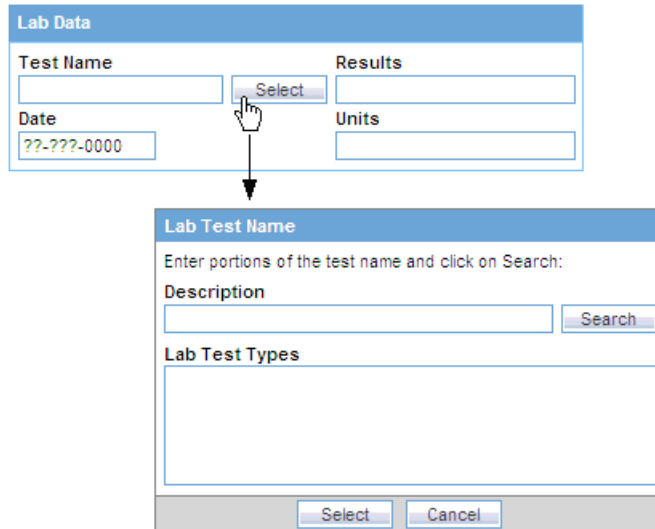 Lab Data
Test Name
Results
Select
Date
Units
??-???-0000
Lab Test Name
Enter portions of the test name and click on Search:
Description
Search
Lab Test Types
Select Cancel